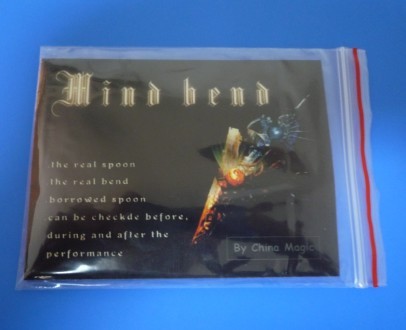 Mind bend
.the real spoon
the real bend
borrowed spoon
can be checkde before,
during and after the
performance
By China Magic